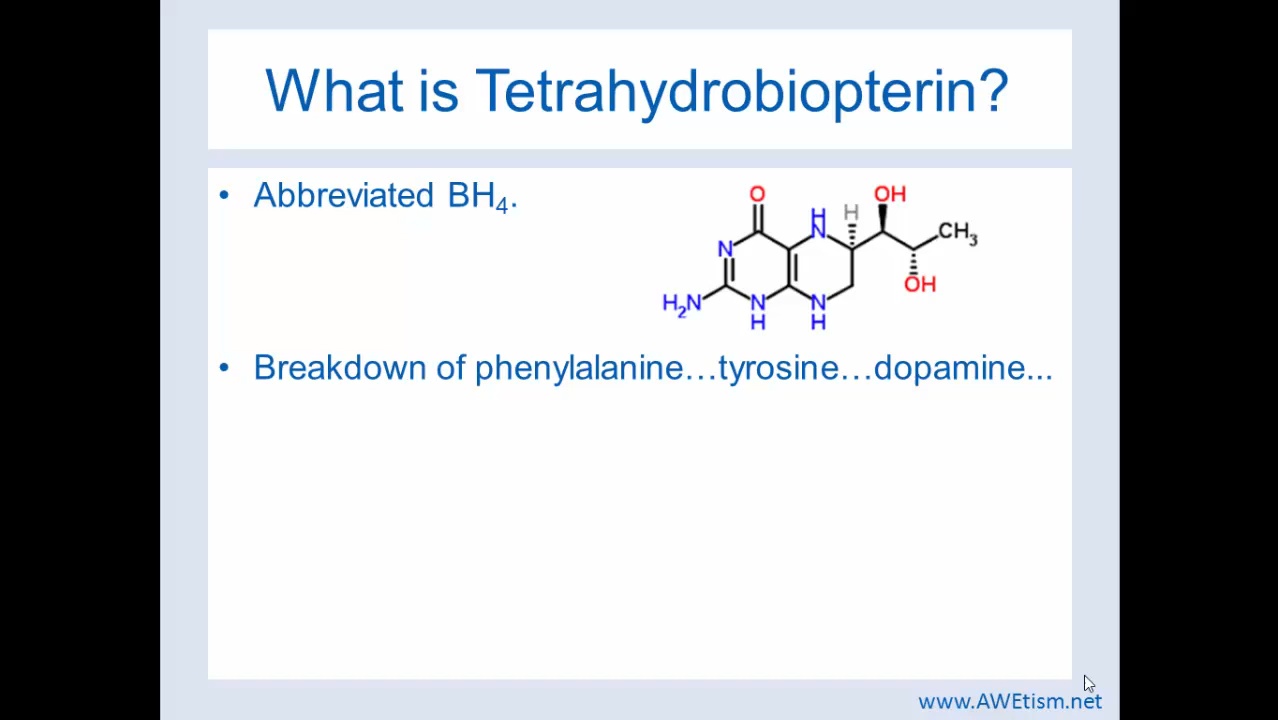 What is Tetrahydrobiopterin?
• Abbreviated BH₄.
O
OH
H
N
H
CH₃
N
OH
H₂N
N
H
N
H
• Breakdown of phenylalanine…tyrosine…dopamine...
www.AWEtism.net